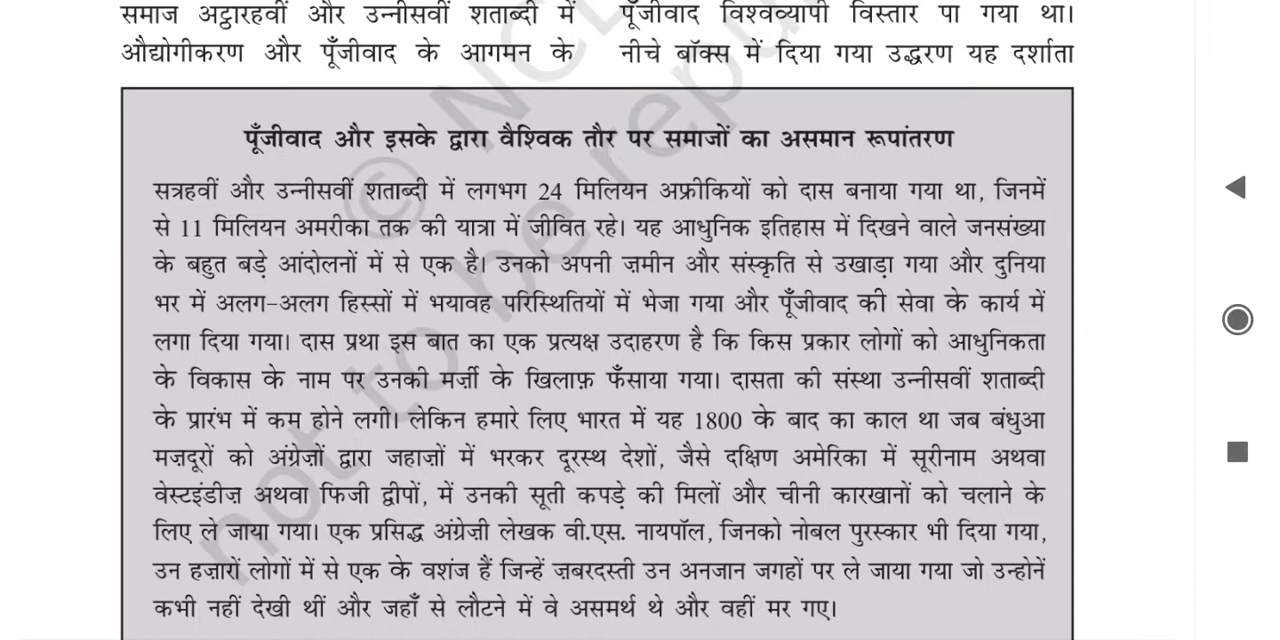 समाज अट्ठारहवीं और उन्नीसवीं शताब्दी में
औद्योगीकरण और पूँजीवाद के आगमन के
पूँजीवाद विश्वव्यापी विस्तार पा गया था।
नीचे बॉक्स में दिया गया उद्धरण यह दर्शाता
पूँजीवाद और इसके द्वारा वैश्विक तौर पर समाजों का असमान रूपांतरण
सत्रहवीं और उन्नीसवीं शताब्दी में लगभग 24 मिलियन अफ्रीकियों को दास बनाया गया था, जिनमें
से 11 मिलियन अमरीका तक की यात्रा में जीवित रहे। यह आधुनिक इतिहास में दिखने वाले जनसंख्या
के बहुत बड़े आंदोलनों में से एक है। उनको अपनी ज़मीन और संस्कृति से उखाड़ा गया और दुनिया
भर में अलग-अलग हिस्सों में भयावह परिस्थितियों में भेजा गया और पूँजीवाद की सेवा के कार्य में
लगा दिया गया। दास प्रथा इस बात का एक प्रत्यक्ष उदाहरण है कि किस प्रकार लोगों को आधुनिकता
के विकास के नाम पर उनकी मर्ज़ी के खिलाफ़ फँसाया गया। दासता की संस्था उन्नीसवीं शताब्दी
के प्रारंभ में कम होने लगी। लेकिन हमारे लिए भारत में यह 1800 के बाद का काल था जब बंधुआ
मज़दूरों को अंग्रेज़ों द्वारा जहाज़ों में भरकर दूरस्थ देशों, जैसे दक्षिण अमेरिका में सूरीनाम अथवा
वेस्टइंडीज़ अथवा फिजी द्वीपों, में उनकी सूती कपड़े की मिलों और चीनी कारखानों को चलाने के
लिए ले जाया गया। एक प्रसिद्ध अंग्रेज़ी लेखक वी.एस. नायपॉल, जिनको नोबल पुरस्कार भी दिया गया,
उन हज़ारों लोगों में से एक के वशंज हैं जिन्हें ज़बरदस्ती उन अनजान जगहों पर ले जाया गया जो उन्होनें
कभी नहीं देखी थीं और जहाँ से लौटने में वे असमर्थ थे और वहीं मर गए।